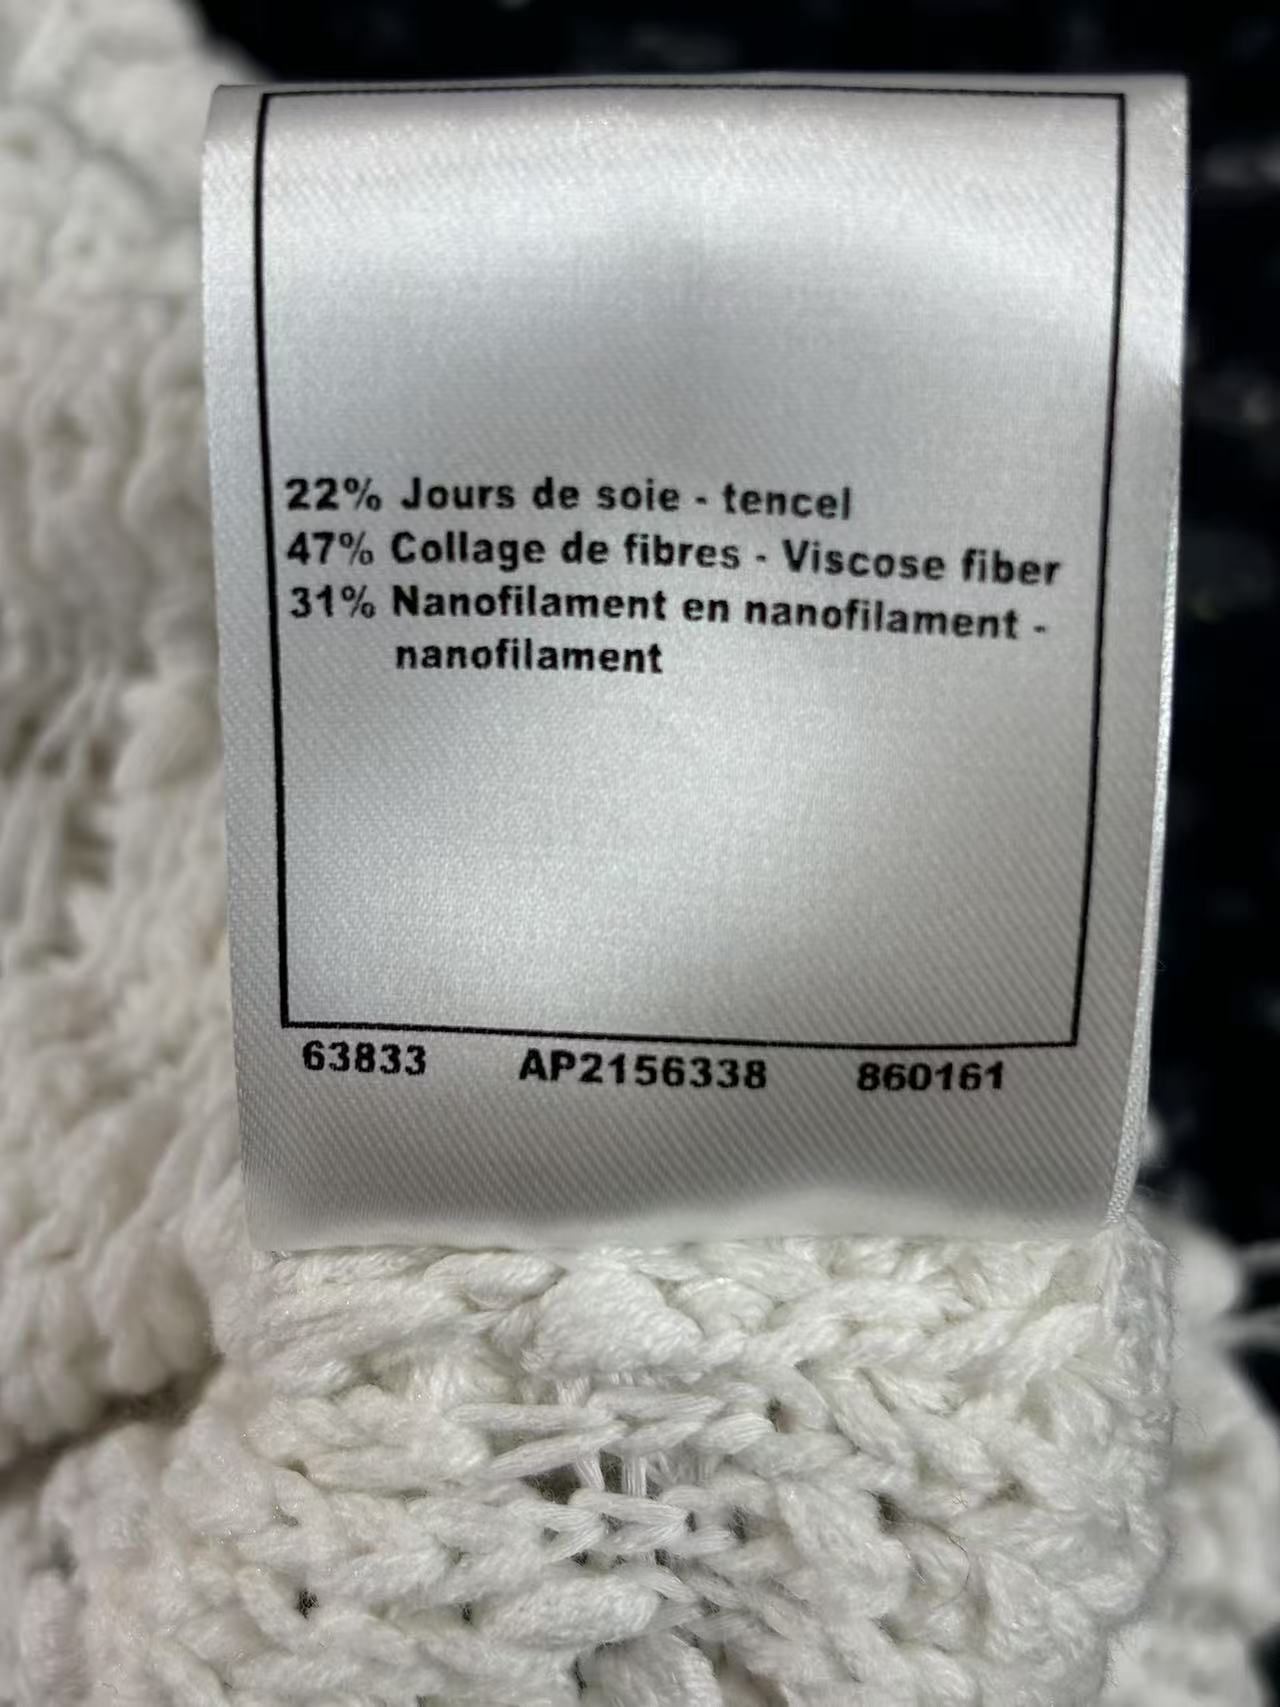 22% Jours de soie - tencel
47% Collage de fibres - Viscose fiber
31% Nanofilament en nanofilament -
nanofilament
63833 AP2156338 860161